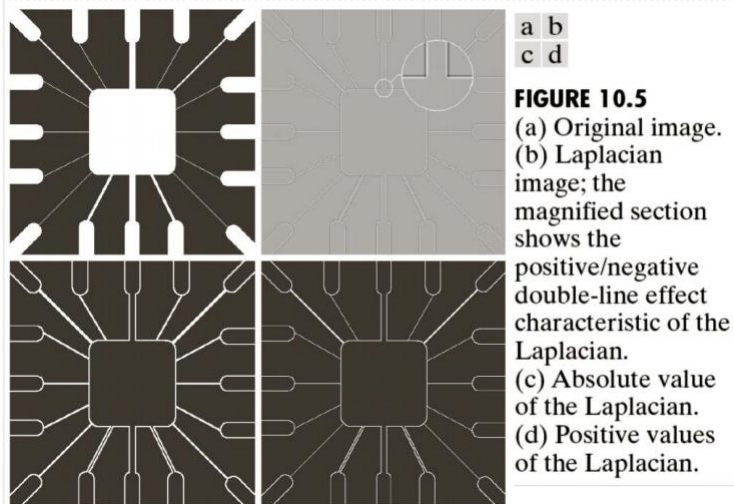 a b
c d
FIGURE 10.5
(a) Original image.
(b) Laplacian
image; the
magnified section
shows the
positive/negative
double-line effect
characteristic of the
Laplacian.
(c) Absolute value
of the Laplacian.
(d) Positive values
of the Laplacian.